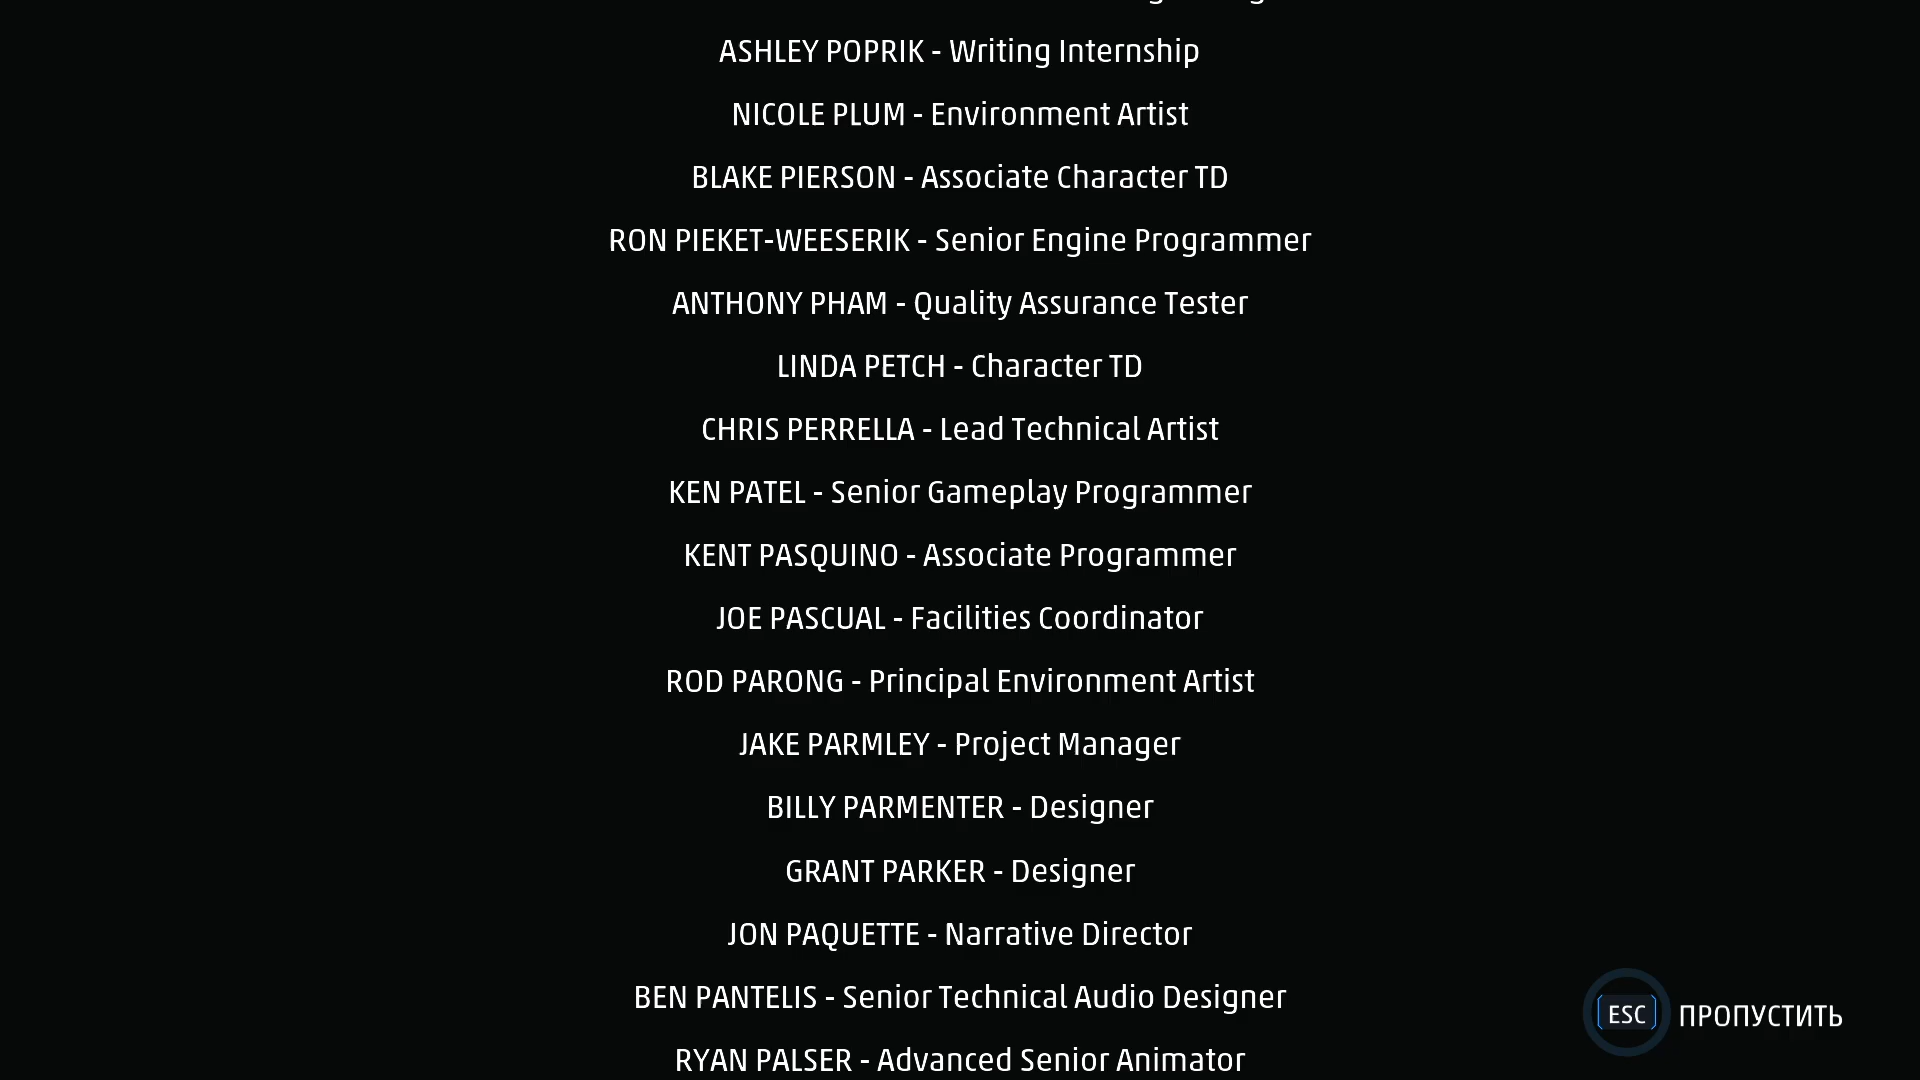 ASHLEY POPRIK - Writing Internship
NICOLE PLUM - Environment Artist
BLAKE PIERSON - Associate Character TD
RON PIEKET-WEESERIK - Senior Engine Programmer
ANTHONY PHAM - Quality Assurance Tester
LINDA PETCH - Character TD
CHRIS PERRELLA - Lead Technical Artist
KEN PATEL - Senior Gameplay Programmer
KENT PASQUINO - Associate Programmer
JOE PASCUAL - Facilities Coordinator
ROD PARONG - Principal Environment Artist
JAKE PARMLEY - Project Manager
BILLY PARMENTER - Designer
GRANT PARKER - Designer
JON PAQUETTE - Narrative Director
BEN PANTELIS - Senior Technical Audio Designer
ESC ПРОПУСТИТЬ
RYAN PALSER - Advanced Senior Animator